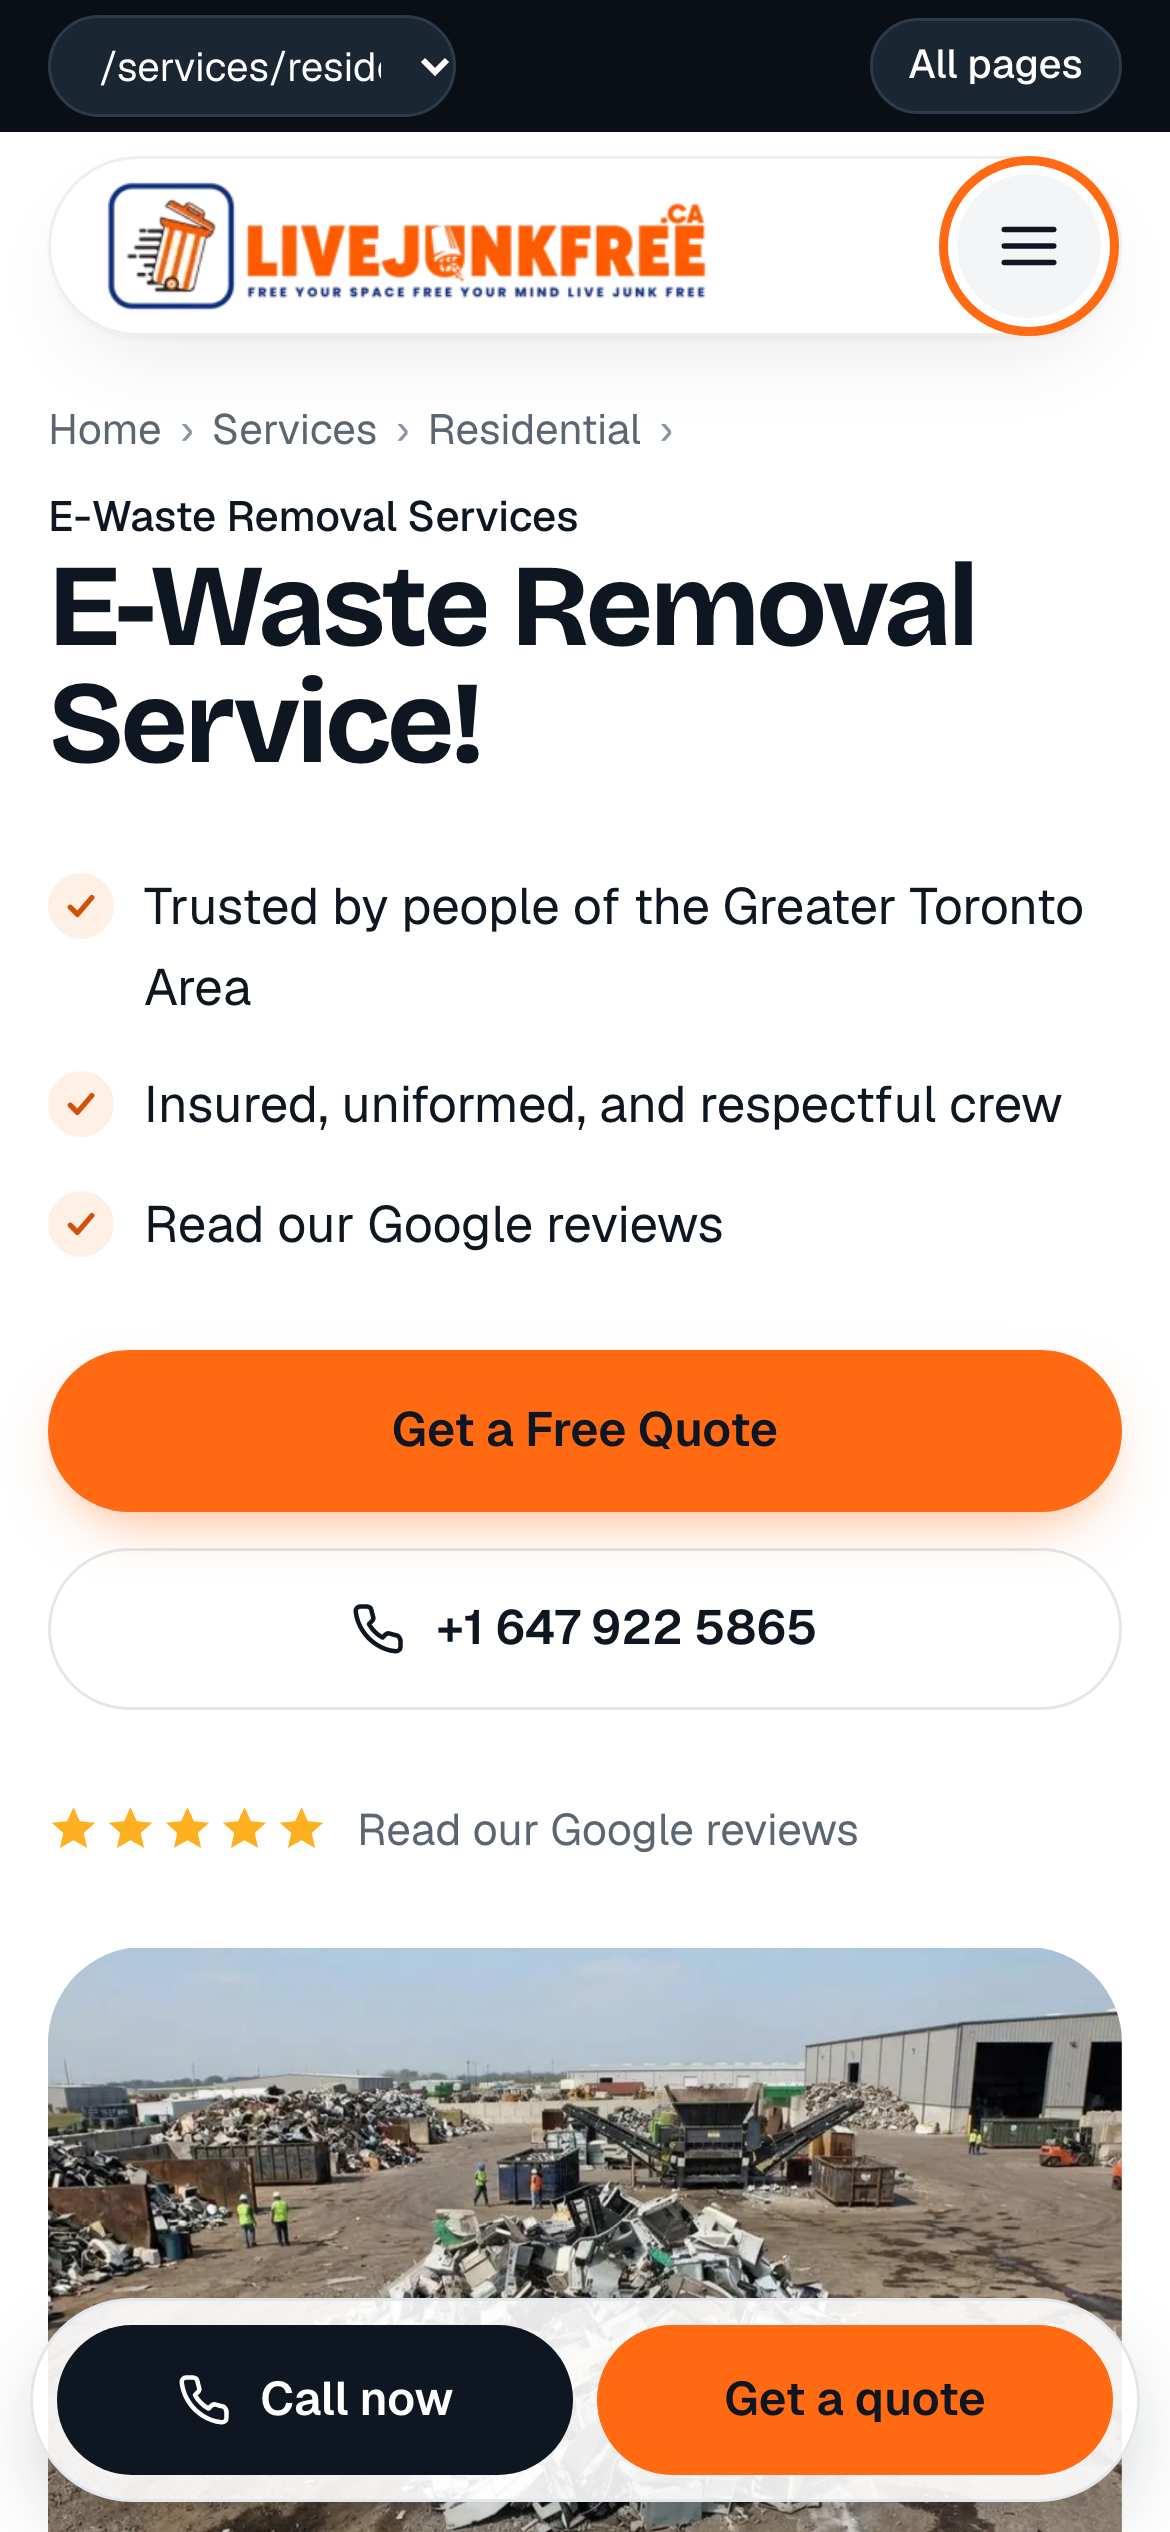 /services/reside
All pages
LIVEJUNKFREE.CA
FREE YOUR SPACE FREE YOUR MIND LIVE JUNK FREE
Home › Services › Residential ›
E-Waste Removal Services
E-Waste Removal
Service!
Trusted by people of the Greater Toronto
Area
Insured, uniformed, and respectful crew
Read our Google reviews
Get a Free Quote
+1 647 922 5865
Read our Google reviews
Call now
Get a quote